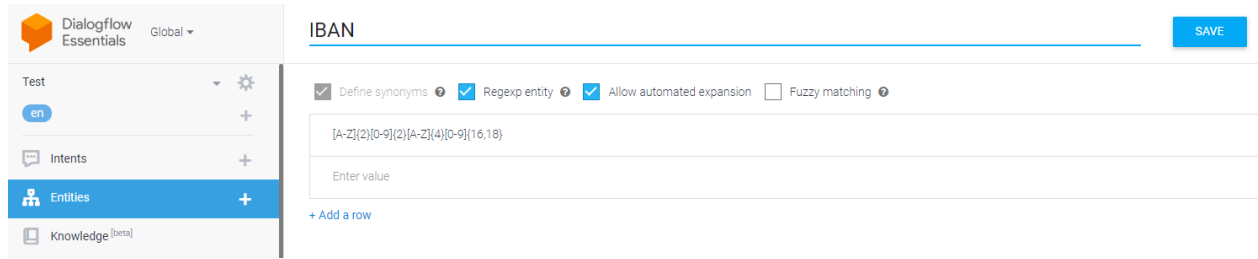 Dialogflow
Essentials
Global
IBAN
SAVE
Test
Define synonyms
Regexp entity
Allow automated expansion
Fuzzy matching
en
+
[A-Z]{2}[0-9]{2}[A-Z]{4}[0-9]{16,18}
Intents +
Enter value
Entities +
+ Add a row
Knowledge [beta]